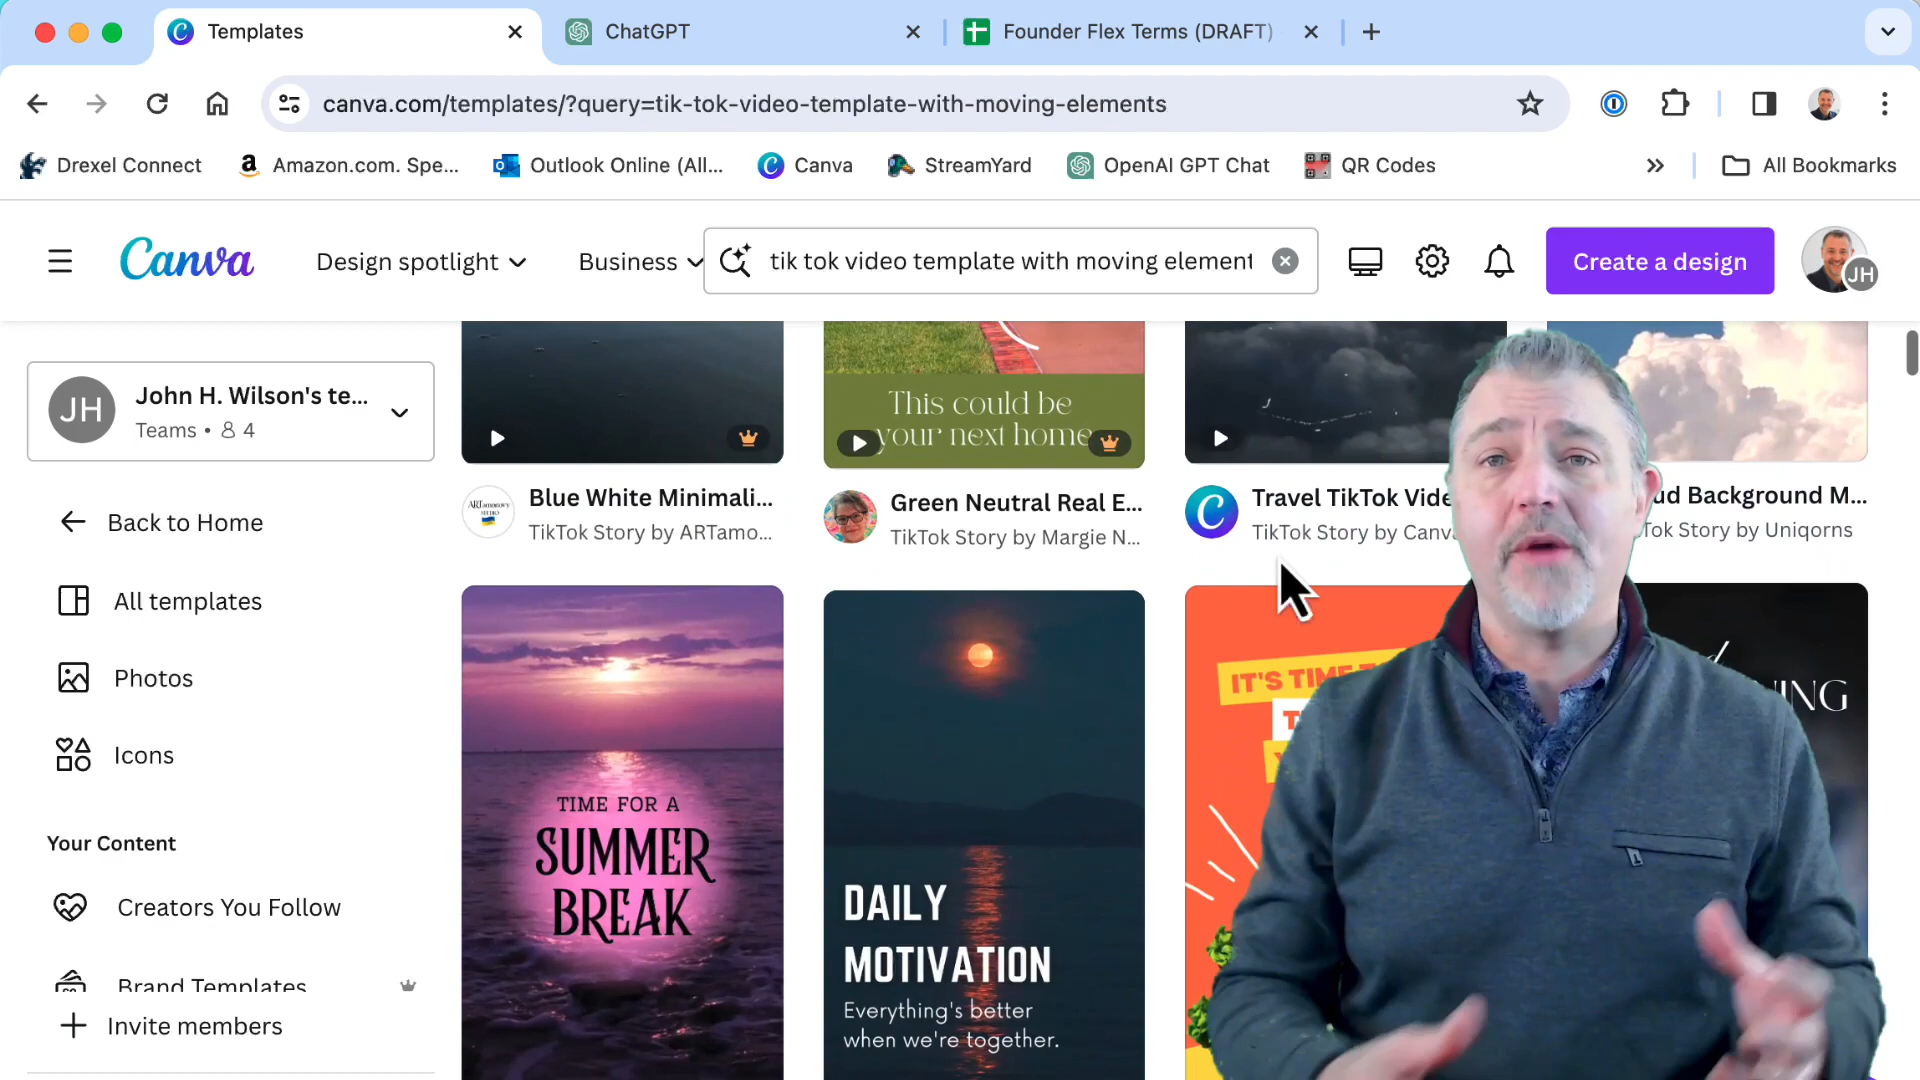 Templates
ChatGPT
Founder Flex Terms (DRAFT)
canva.com/templates/?query=tik-tok-video-template-with-moving-elements
Drexel Connect
Amazon.com. Spe...
Outlook Online (All...
Canva
StreamYard
OpenAI GPT Chat
QR Codes
All Bookmarks
Canva
Design spotlight
Business
tik tok video template with moving element
Create a design
JH
JH
John H. Wilson's te...
Teams • 4
Back to Home
All templates
Photos
Icons
Your Content
Creators You Follow
Brand Templates
Invite members
This could be
your next home
Blue White Minimali...
TikTok Story by ARTamo...
Green Neutral Real E...
TikTok Story by Margie N...
Travel TikTok Vide
TikTok Story by Canva
ud Background M...
Tok Story by Uniqorns
TIME FOR A
SUMMER
BREAK
DAILY
MOTIVATION
Everything's better
when we're together.
IT'S TIME